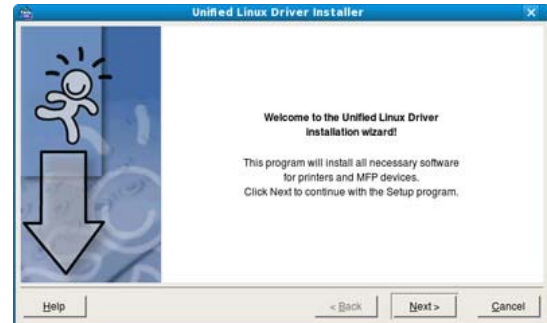 Unified Linux Driver Installer
Welcome to the Unified Linux Driver
installation wizard!
This program will install all necessary software
for printers and MFP devices.
Click Next to continue with the Setup program.
Help
< Back
Next >
Cancel